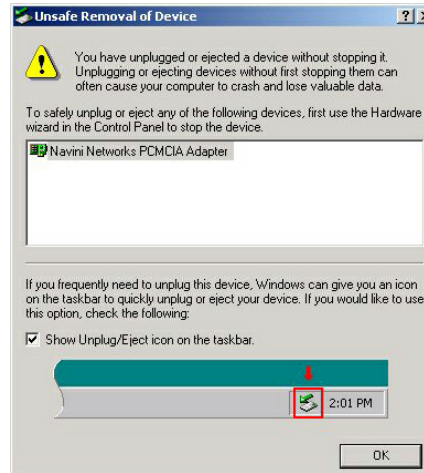 Unsafe Removal of Device
You have unplugged or ejected a device without stopping it.
Unplugging or ejecting devices without first stopping them can
often cause your computer to crash and lose valuable data.
To safely unplug or eject any of the following devices, first use the Hardware
wizard in the Control Panel to stop the device.
Navini Networks PCMCIA Adapter
If you frequently need to unplug this device, Windows can give you an icon
on the taskbar to quickly unplug or eject your device. If you would like to use
this option, check the following:
Show Unplug/Eject icon on the taskbar.
2:01 PM
OK